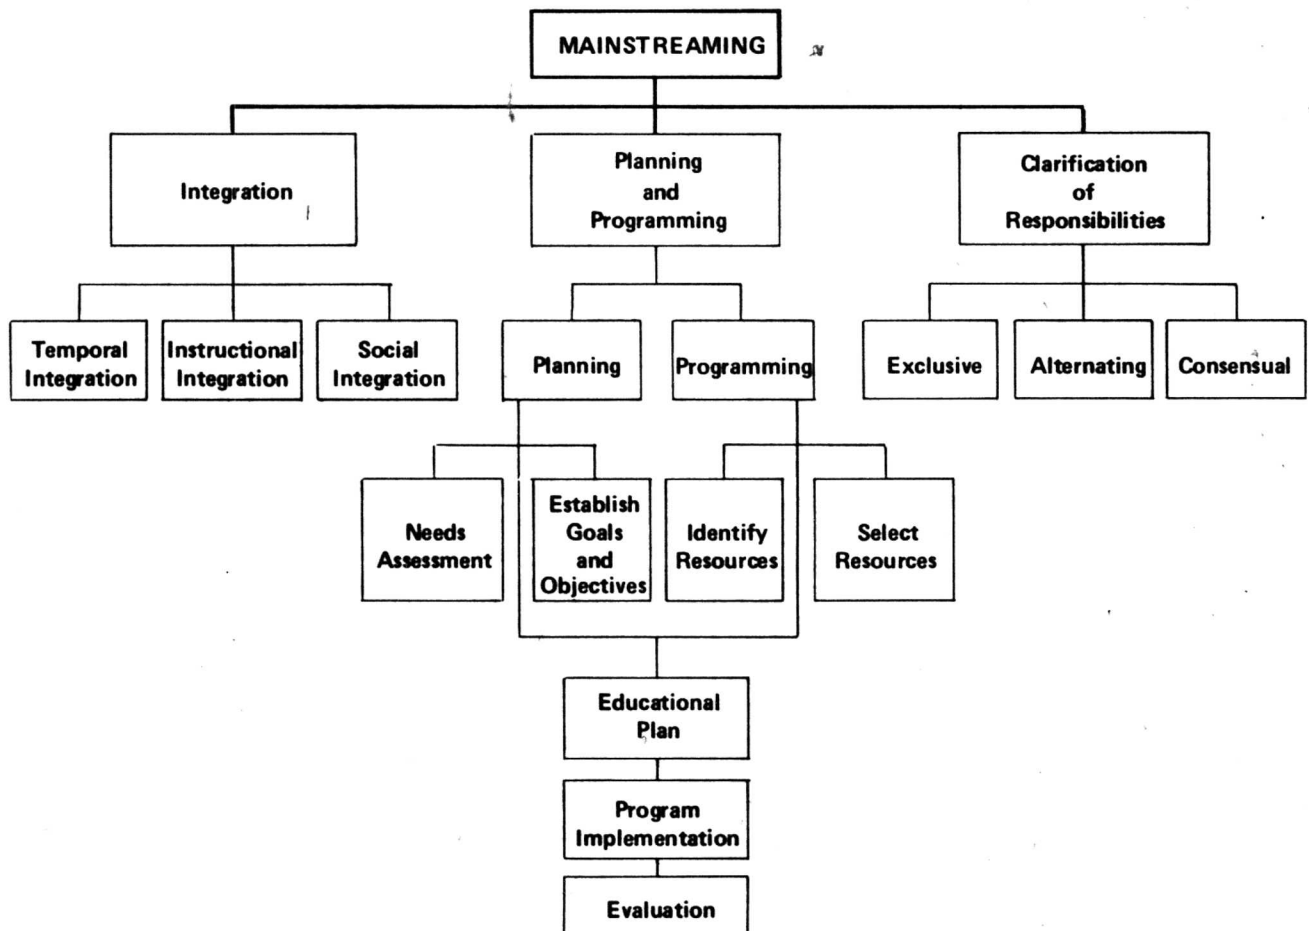 MAINSTREAMING
Integration
Planning
and
Programming
Clarification
of
Responsibilities
Temporal
Integration
Instructional
Integration
Social
Integration
Planning
Programming
Exclusive
Alternating
Consensual
Needs
Assessment
Establish
Goals
and
Objectives
Identify
Resources
Select
Resources
Educational
Plan
Program
Implementation
Evaluation